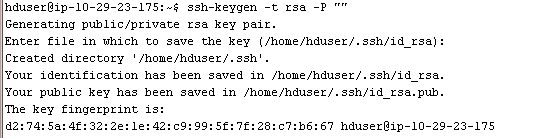 hduser@ip-10-29-23-175:~$ ssh-keygen -t rsa -P ""
Generating public/private rsa key pair.
Enter file in which to save the key (/home/hduser/.ssh/id_rsa):
Created directory '/home/hduser/.ssh'.
Your identification has been saved in /home/hduser/.ssh/id_rsa.
Your public key has been saved in /home/hduser/.ssh/id_rsa.pub.
The key fingerprint is:
d2:74:5a:4f:32:2e:1e:42:c9:99:5f:7f:28:c7:b6:67 hduser@ip-10-29-23-175